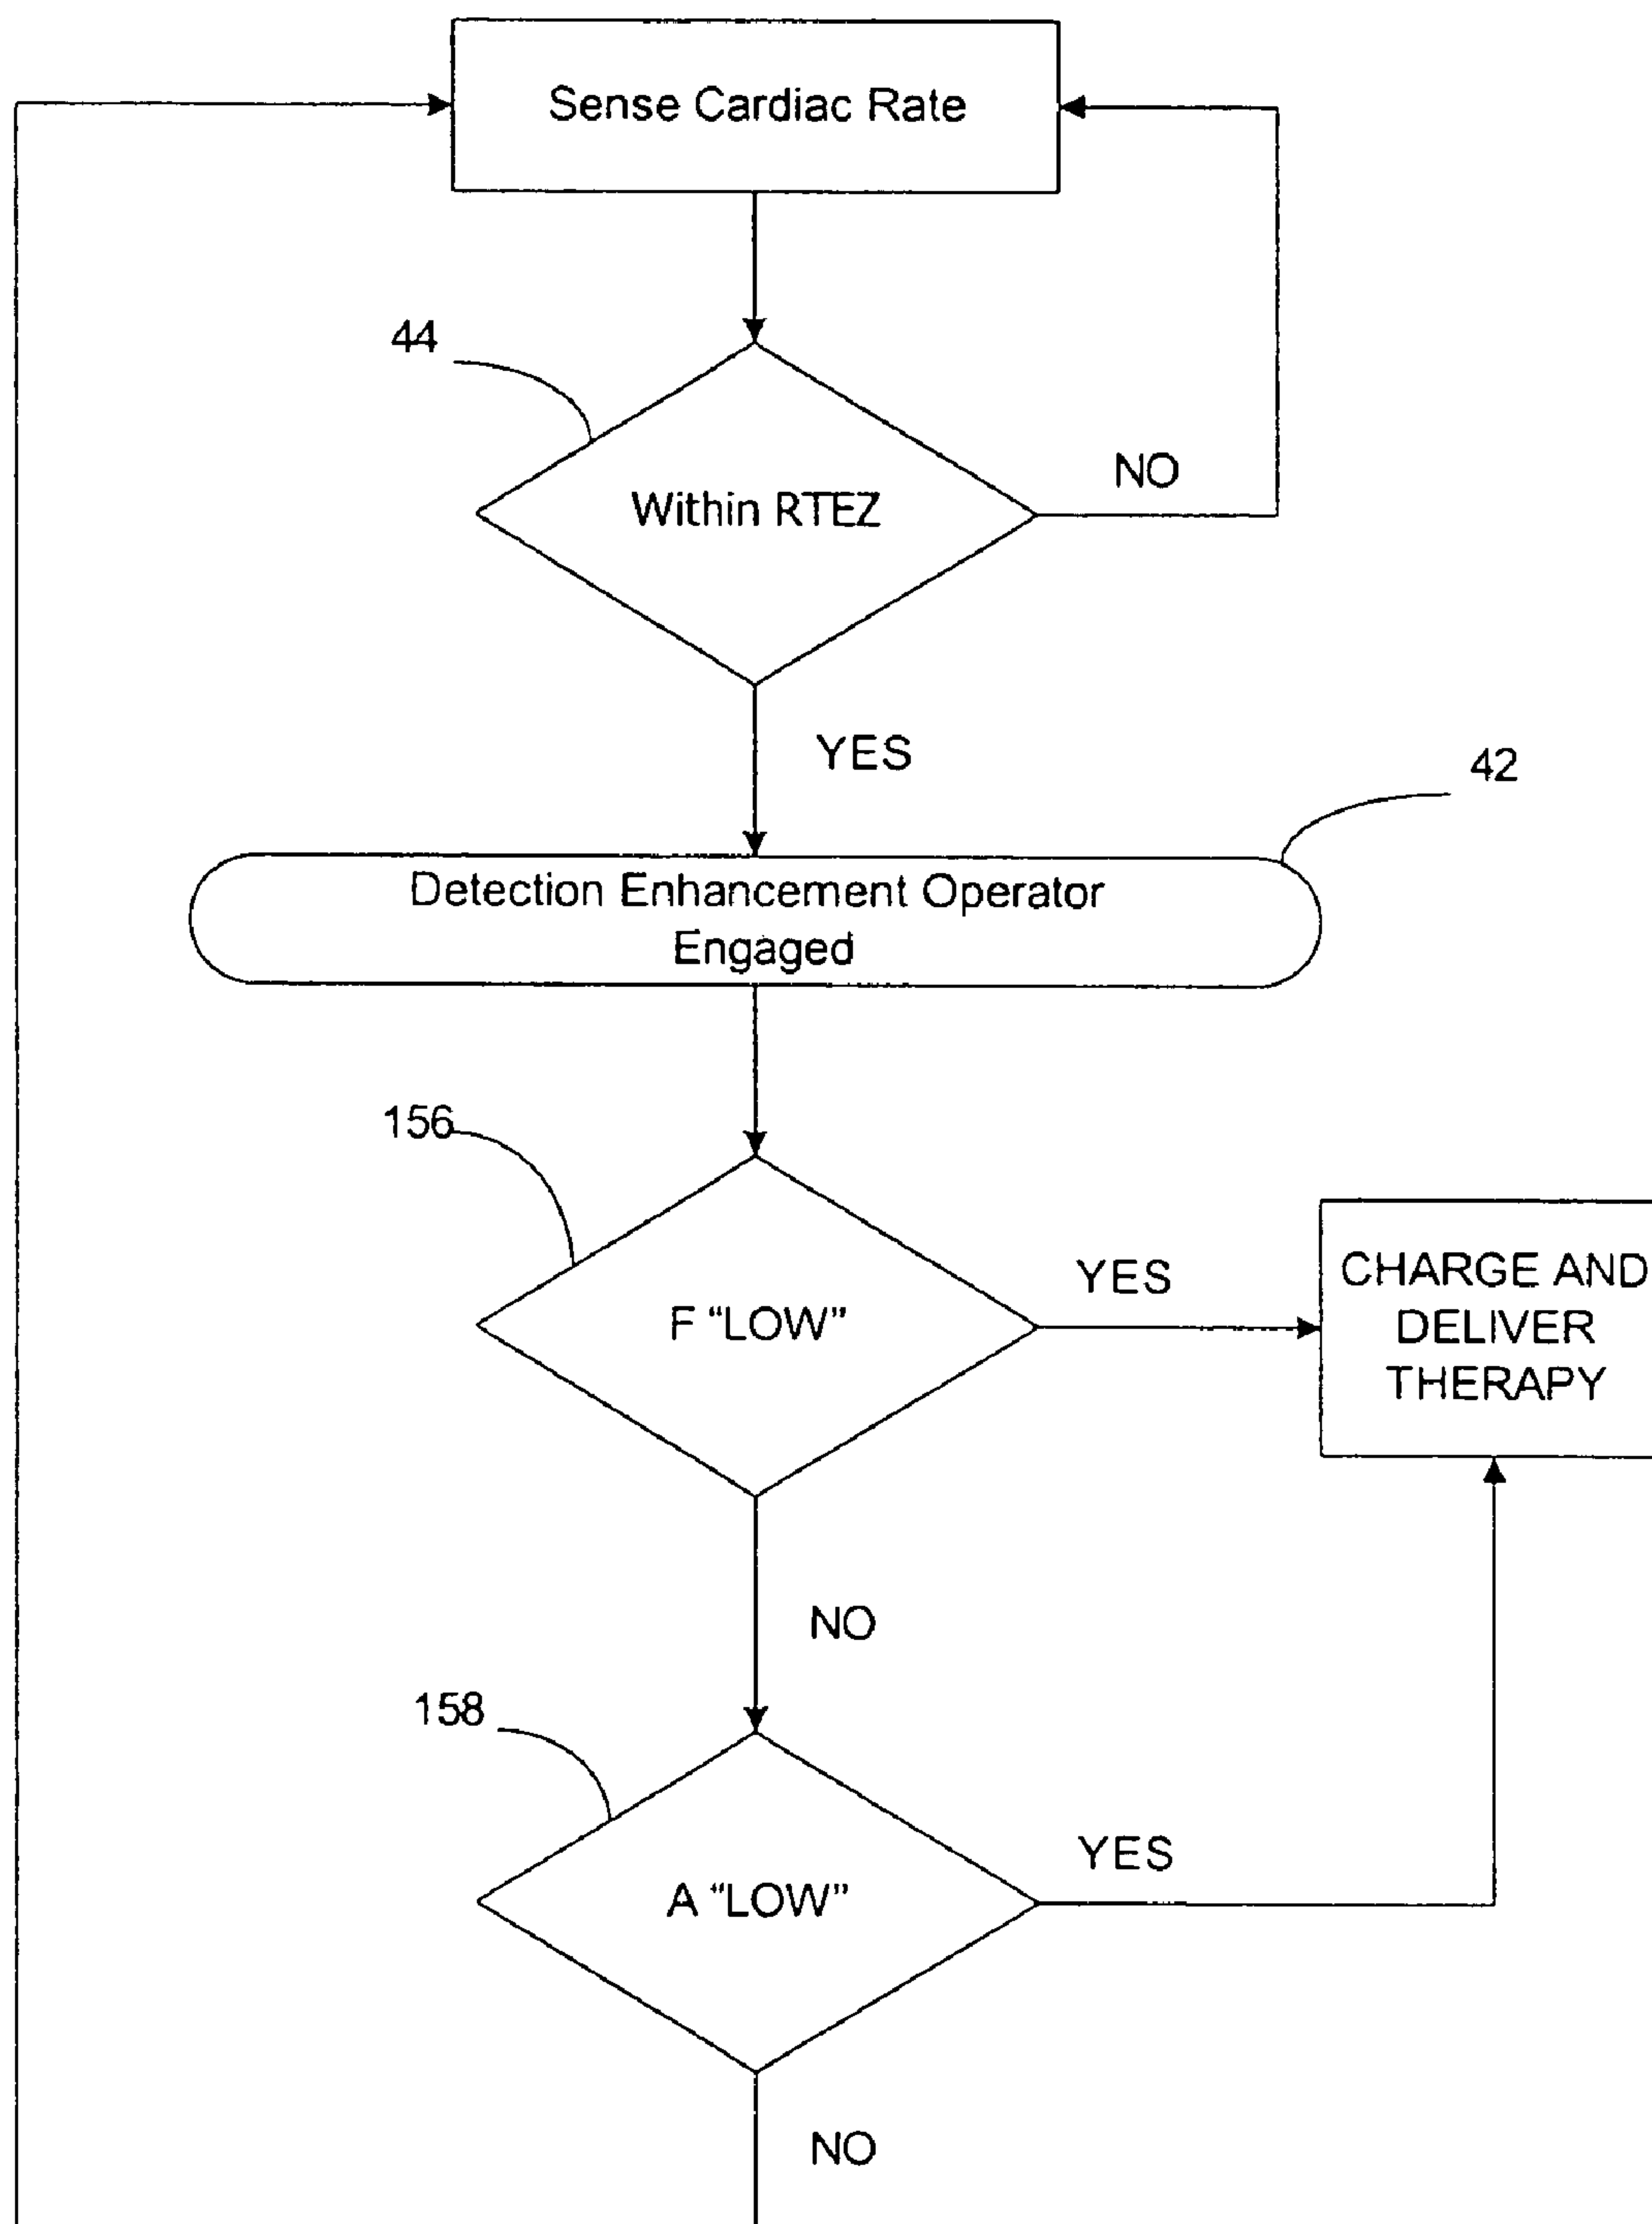 Sense Cardiac Rate
44
Within RTEZ
NO
YES
42
Detection Enhancement Operator
Engaged
156
F “LOW”
YES
CHARGE AND
DELIVER
THERAPY
NO
158
A “LOW”
YES
NO